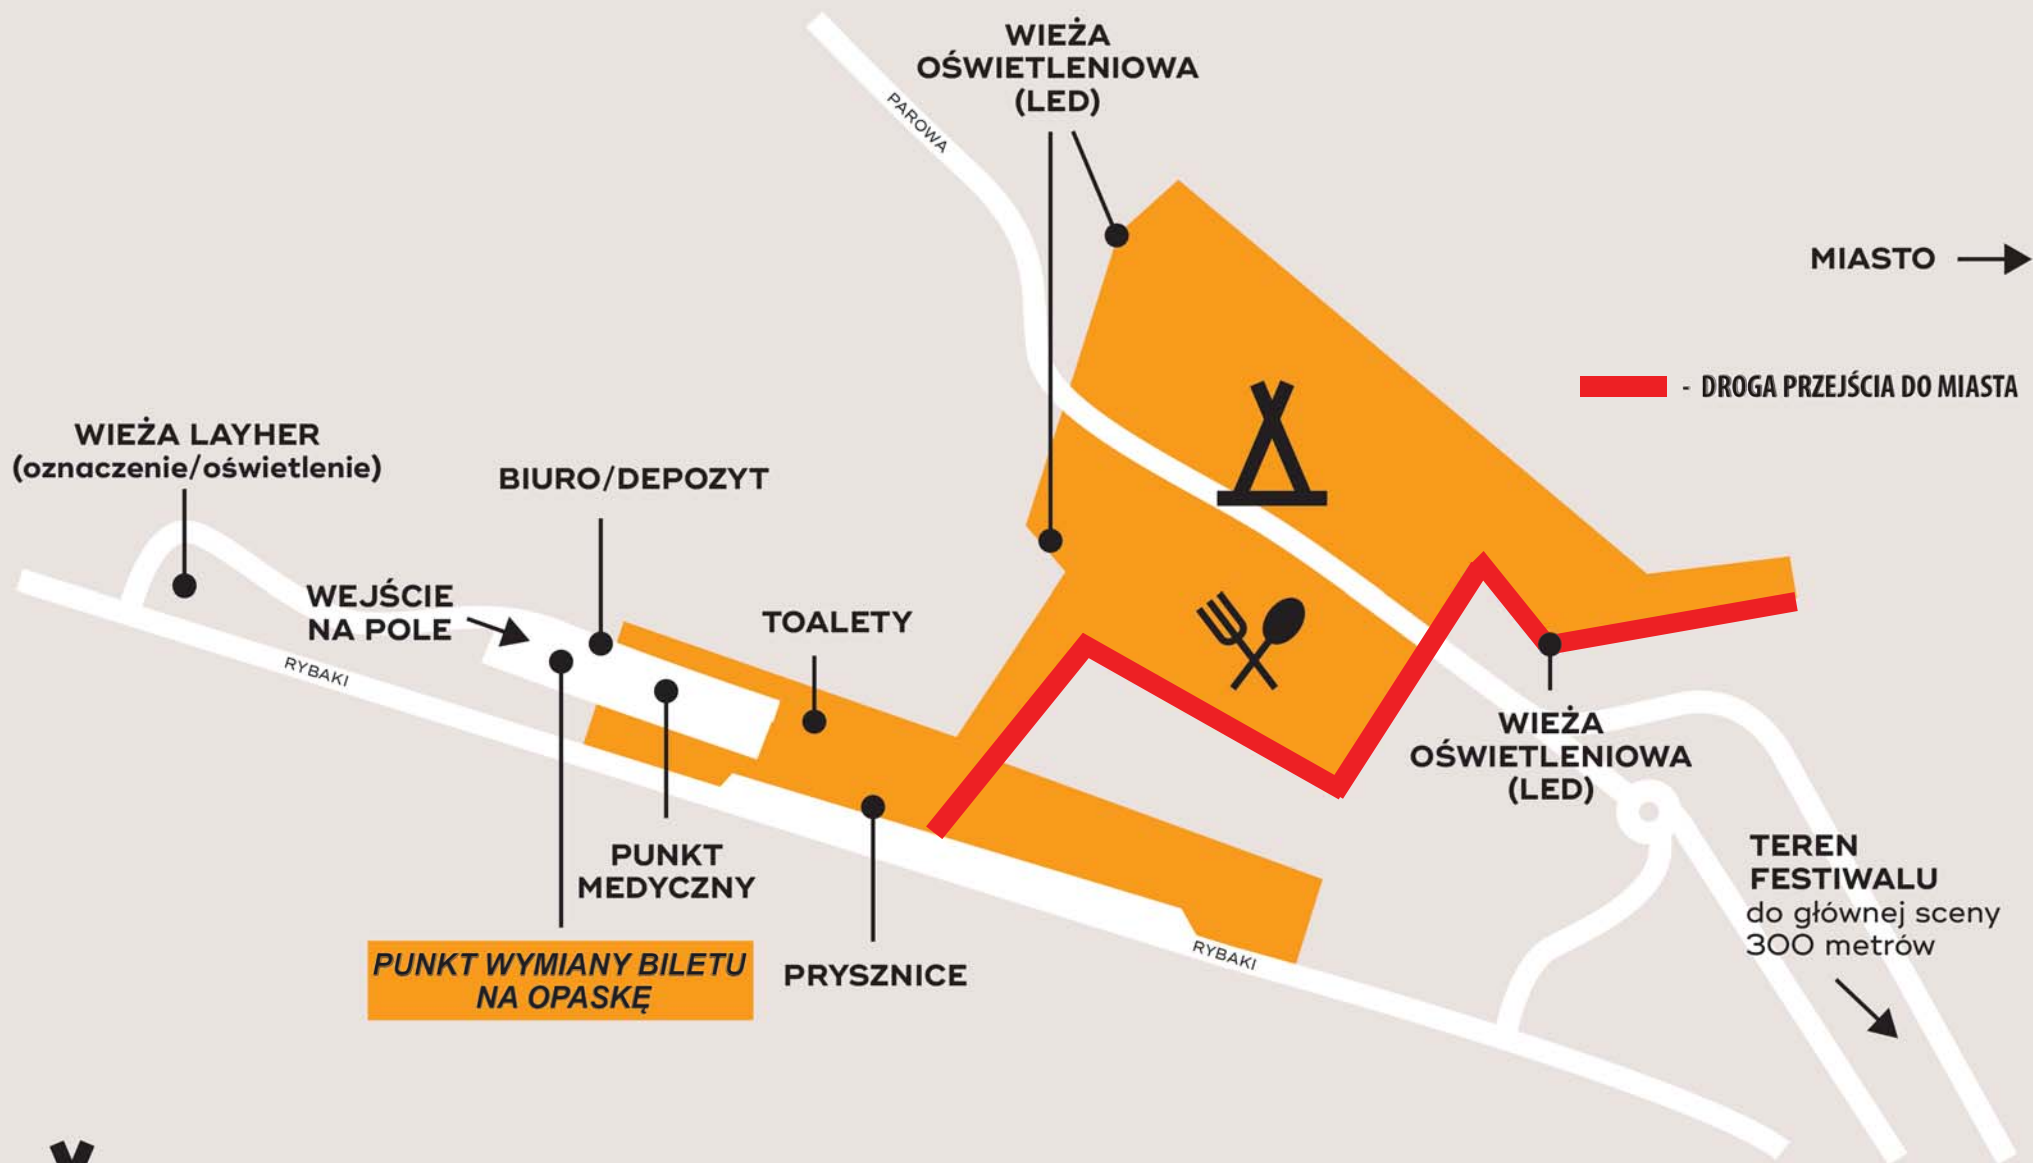 WIEŻA
OŚWIETLENIOWA
(LED)
PAROWA
MIASTO
- DROGA PRZEJŚCIA DO MIASTA
WIEŻA LAYHER
(oznaczenie/oświetlenie)
BIURO/DEPOZYT
WEJŚCIE
NA POLE
TOALETY
RYBAKI
WIEŻA
OŚWIETLENIOWA
(LED)
PUNKT
MEDYCZNY
TEREN
FESTIWALU
do głównej sceny
300 metrów
PUNKT WYMIANY BILETU
NA OPASKĘ
PRYSZNICE
RYBAKI